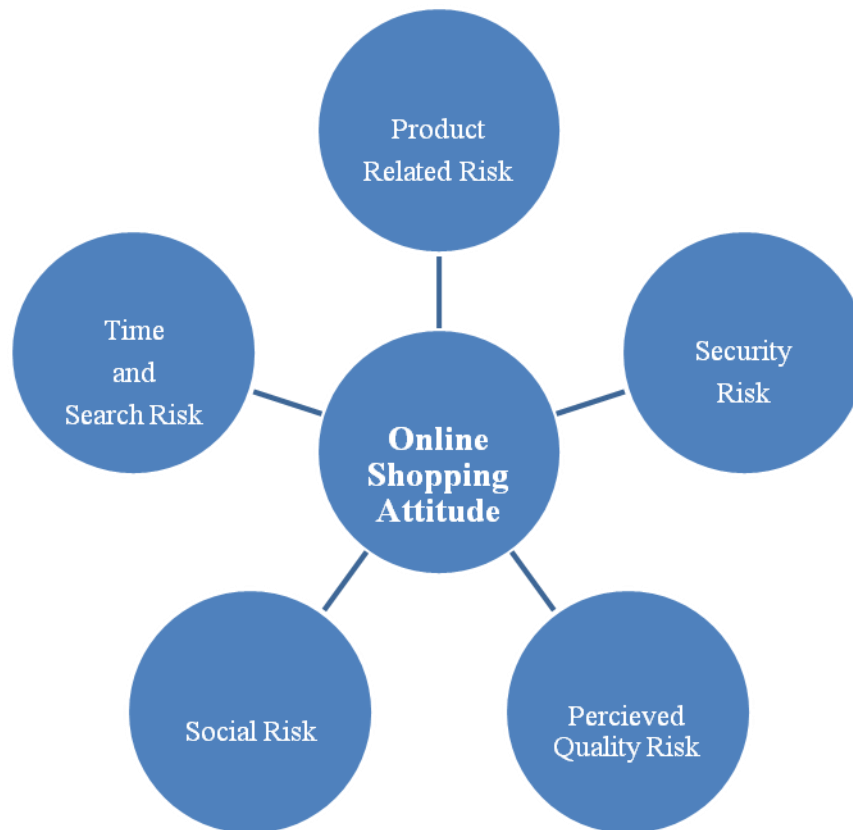 Product
Related Risk
Time
and
Search Risk
Security
Risk
Online
Shopping
Attitude
Social Risk
Percieved
Quality Risk